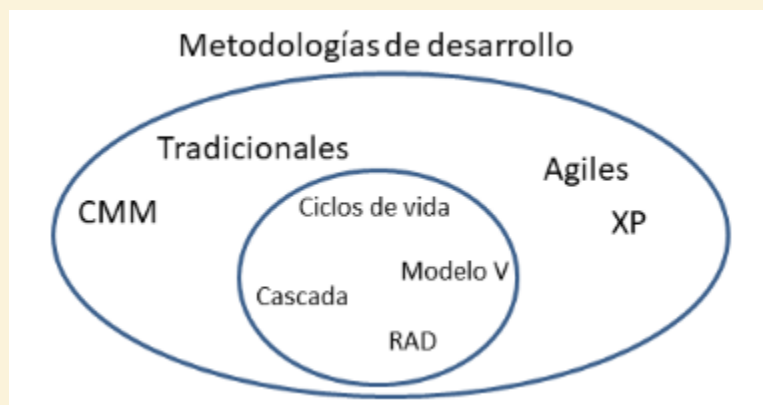 Metodologías de desarrollo
Tradicionales
Agiles
CMM
XP
Ciclos de vida
Modelo V
Cascada
RAD